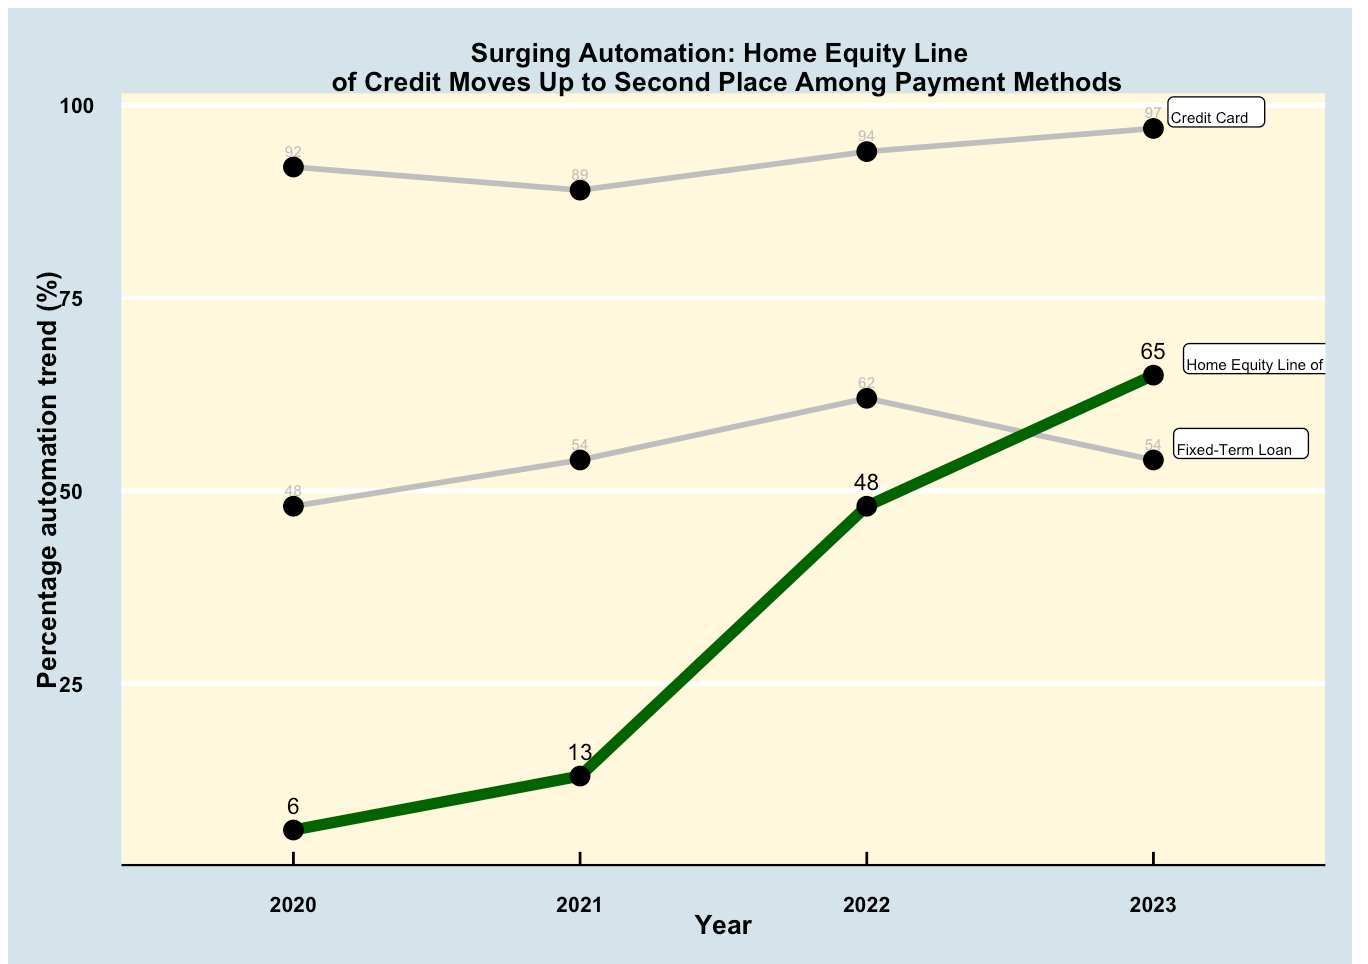 Surging Automation: Home Equity Line
of Credit Moves Up to Second Place Among Payment Methods
Percentage automation trend (%)
100
75
50
25
92
89
94
97
Credit Card
48
54
62
54
Fixed-Term Loan
6
13
48
65
Home Equity Line of
2020
2021
2022
2023
Year